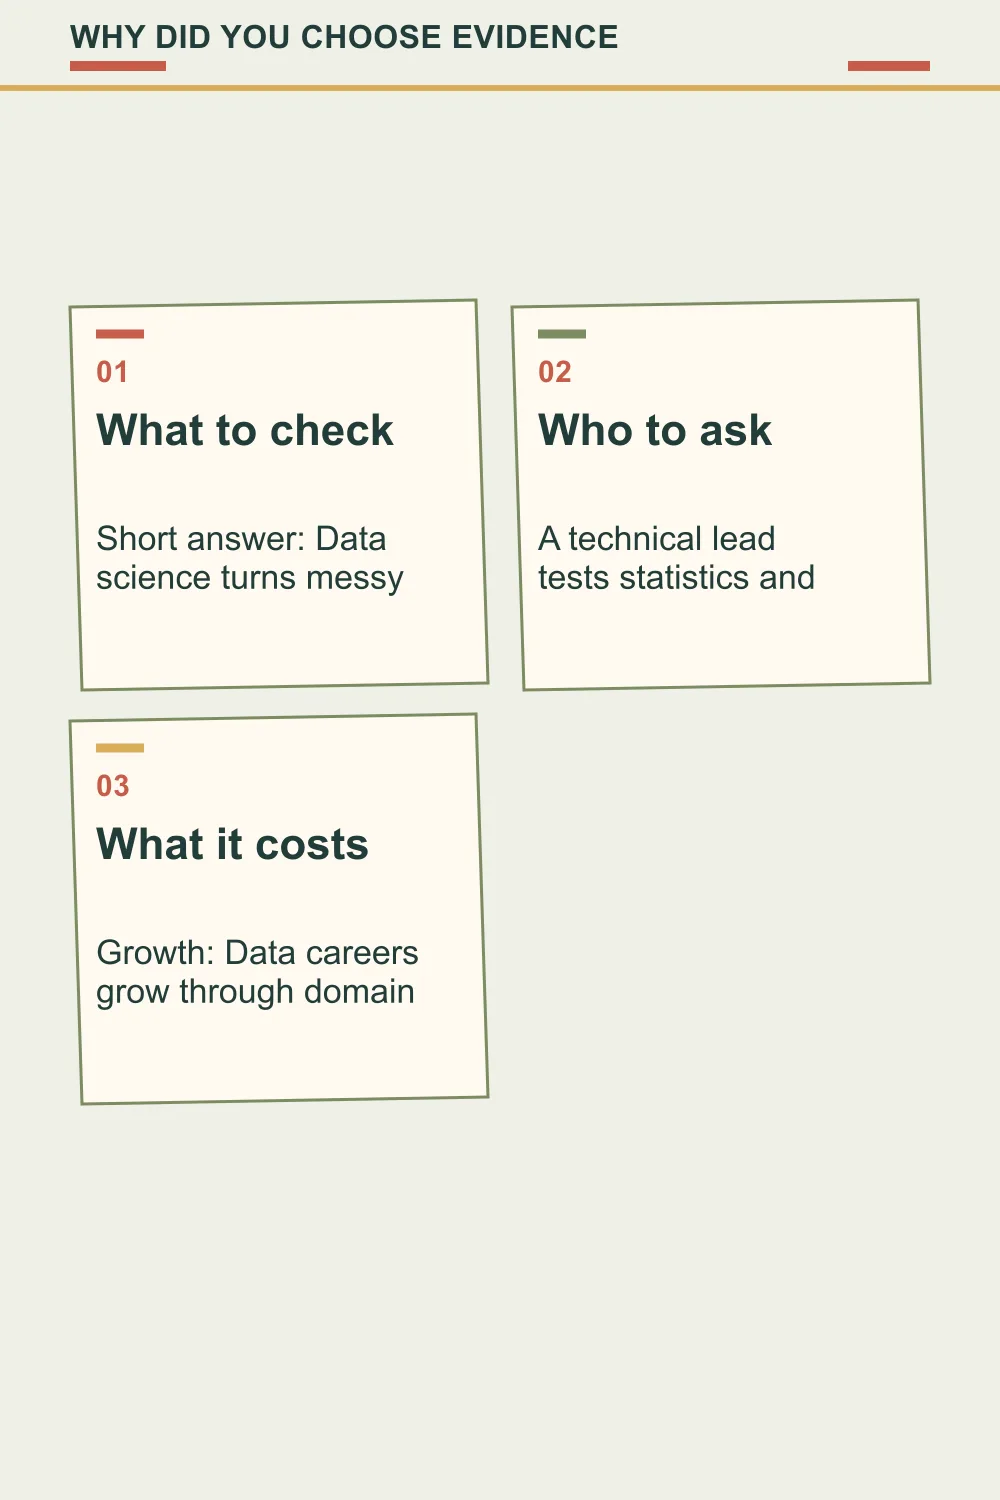 WHY DID YOU CHOOSE EVIDENCE
01
What to check
Short answer: Data
science turns messy
02
Who to ask
A technical lead
tests statistics and
03
What it costs
Growth: Data careers
grow through domain